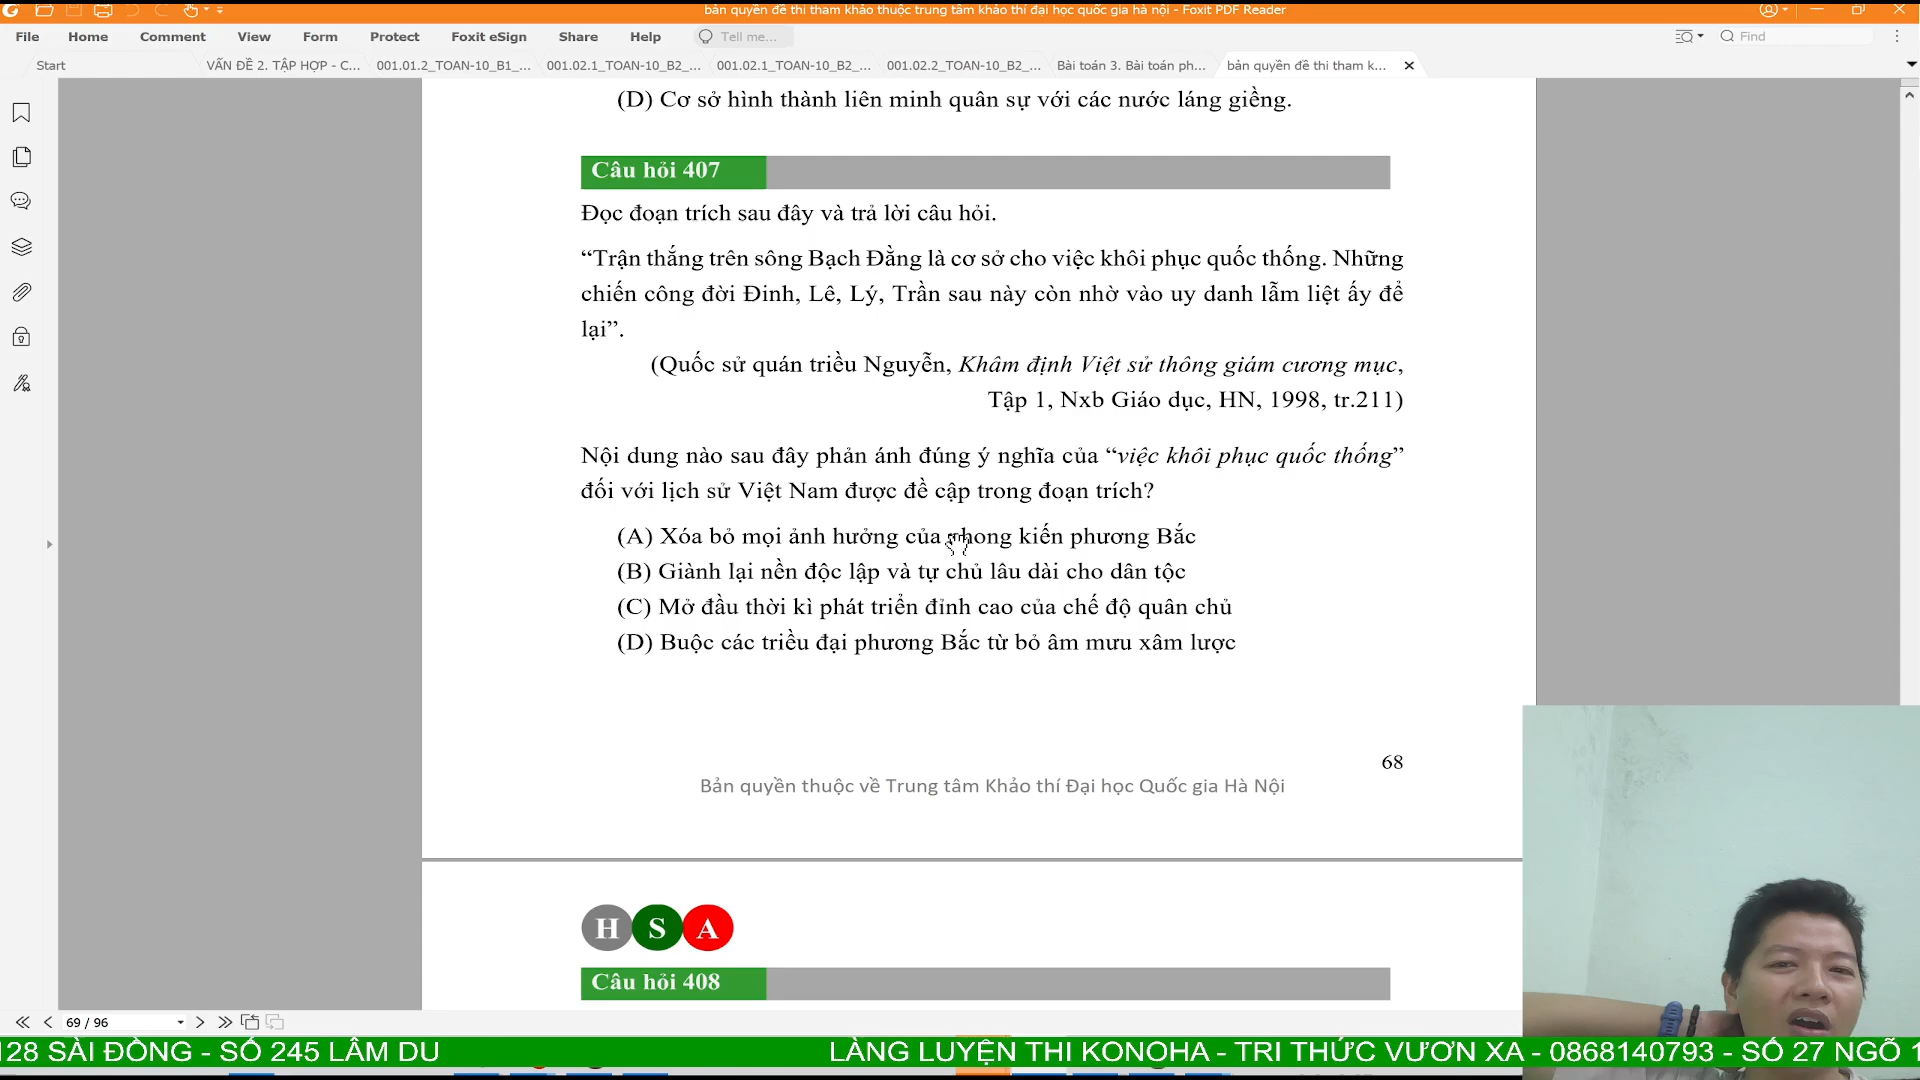 bản quyền đề thi tham khảo thuộc trung tâm khảo thí đại học quốc gia hà nội - Foxit PDF Reader
File Home Comment View Form Protect Foxit eSign Share Help Tell me... Find
Start VẤN ĐỀ 2. TẬP HỢP - C... 001.01.2_TOAN-10_B1_... 001.02.1_TOAN-10_B2_... 001.02.1_TOAN-10_B2_... 001.02.2_TOAN-10_B2_... Bài toán 3. Bài toán ph... bản quyền đề thi tham k...
(D) Cơ sở hình thành liên minh quân sự với các nước láng giềng.
Câu hỏi 407
Đọc đoạn trích sau đây và trả lời câu hỏi.
“Trận thắng trên sông Bạch Đằng là cơ sở cho việc khôi phục quốc thống. Những
chiến công đời Đinh, Lê, Lý, Trần sau này còn nhờ vào uy danh lẫm liệt ấy để
lại”.
(Quốc sử quán triều Nguyễn, Khâm định Việt sử thông giám cương mục,
Tập 1, Nxb Giáo dục, HN, 1998, tr.211)
Nội dung nào sau đây phản ánh đúng ý nghĩa của “việc khôi phục quốc thống”
đối với lịch sử Việt Nam được đề cập trong đoạn trích?
(A) Xóa bỏ mọi ảnh hưởng của phong kiến phương Bắc
(B) Giành lại nền độc lập và tự chủ lâu dài cho dân tộc
(C) Mở đầu thời kì phát triển đỉnh cao của chế độ quân chủ
(D) Buộc các triều đại phương Bắc từ bỏ âm mưu xâm lược
68
Bản quyền thuộc về Trung tâm Khảo thí Đại học Quốc gia Hà Nội
H S A
Câu hỏi 408
69 / 96
128 SÀI ĐỒNG - SỐ 245 LÂM DU LÀNG LUYỆN THI KONOHA - TRI THỨC VƯƠN XA - 0868140793 - SỐ 27 NGÕ 1